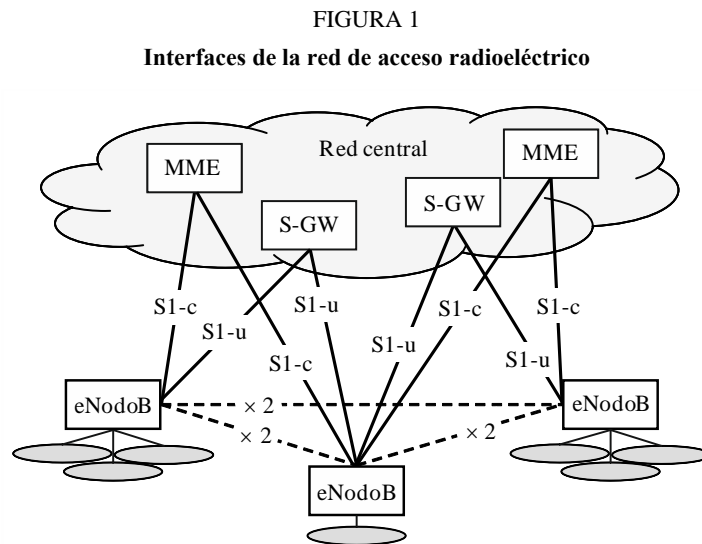 FIGURA 1
Interfaces de la red de acceso radioeléctrico
Red central
MME
MME
S-GW
S-GW
S1-c
S1-u
S1-u
S1-c
S1-u
S1-c
S1-u
S1-c
eNodoB
× 2
eNodoB
× 2
× 2
eNodoB